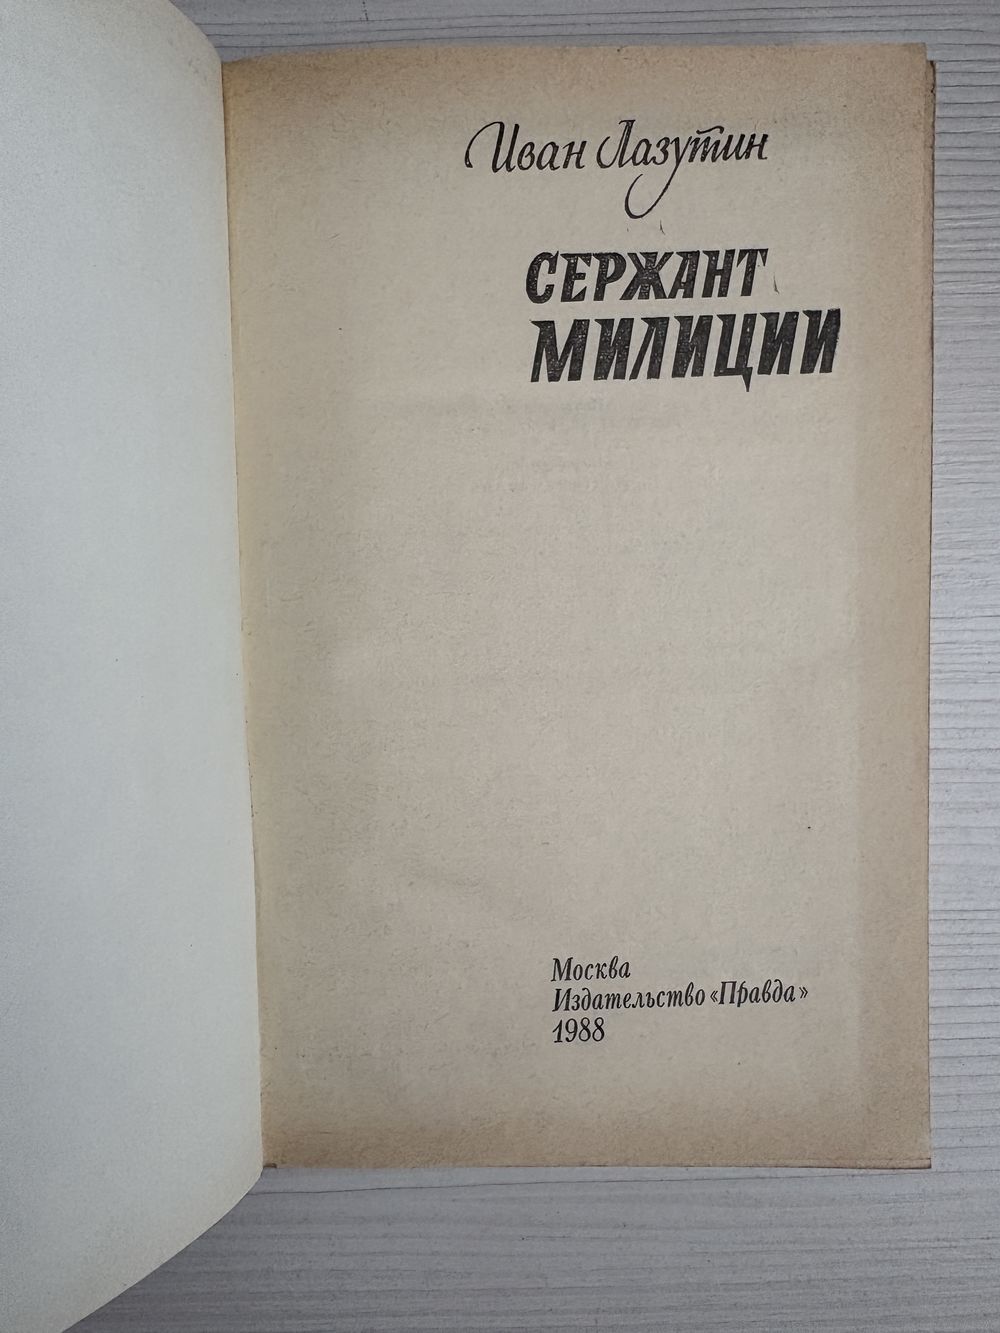 Иван Лазутин
СЕРЖАНТ
МИЛИЦИИ
Москва
Издательство «Правда»
1988